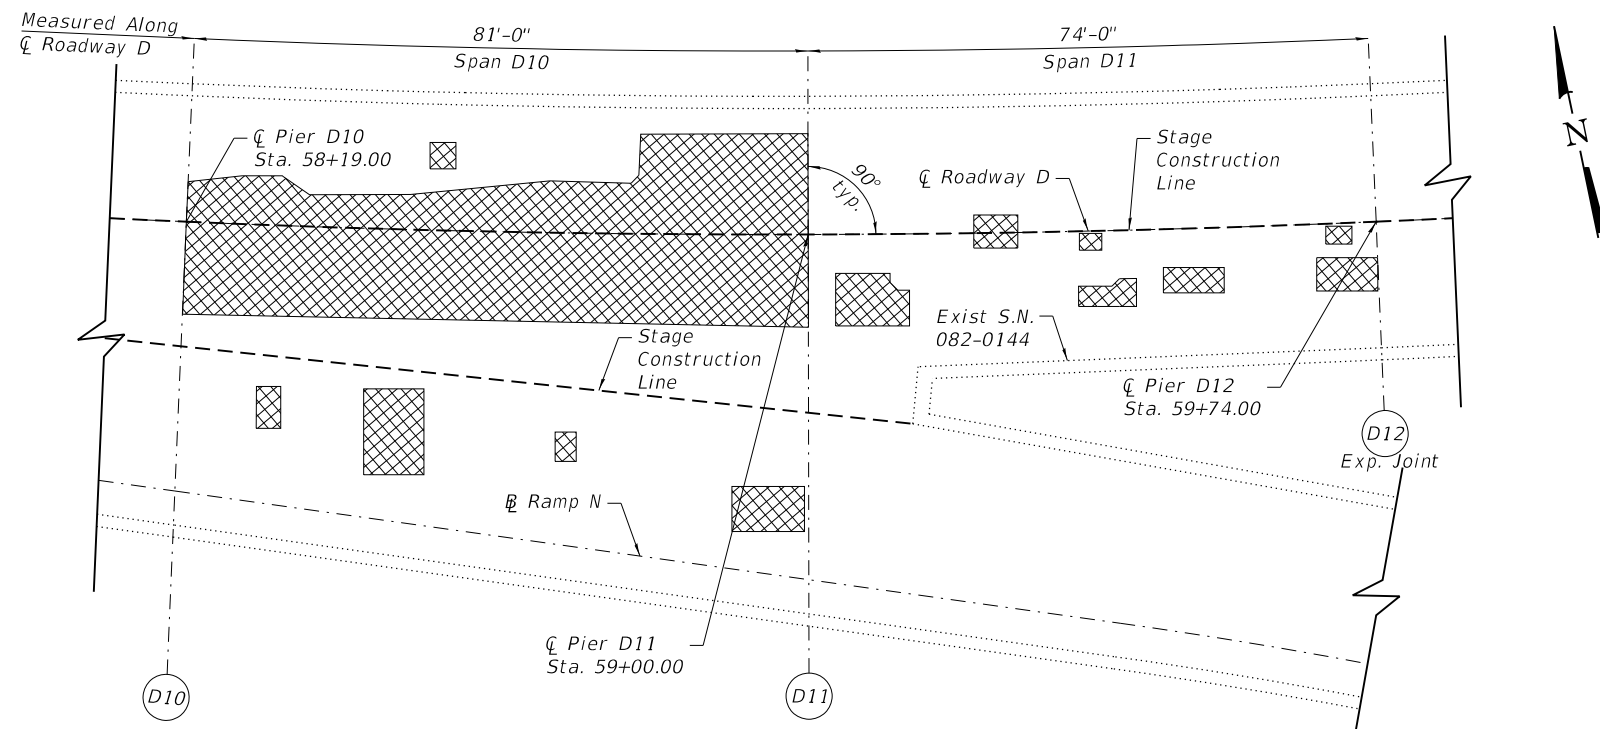 Measured Along
℄ Roadway D
81'-0"
Span D10
74'-0"
Span D11
℄ Pier D10
Sta. 58+19.00
90°
typ.
℄ Roadway D
Stage
Construction
Line
N
Exist S.N.
082-0144
Stage
Construction
Line
℄ Pier D12
Sta. 59+74.00
D12
Exp. Joint
BL Ramp N
℄ Pier D11
Sta. 59+00.00
D10
D11